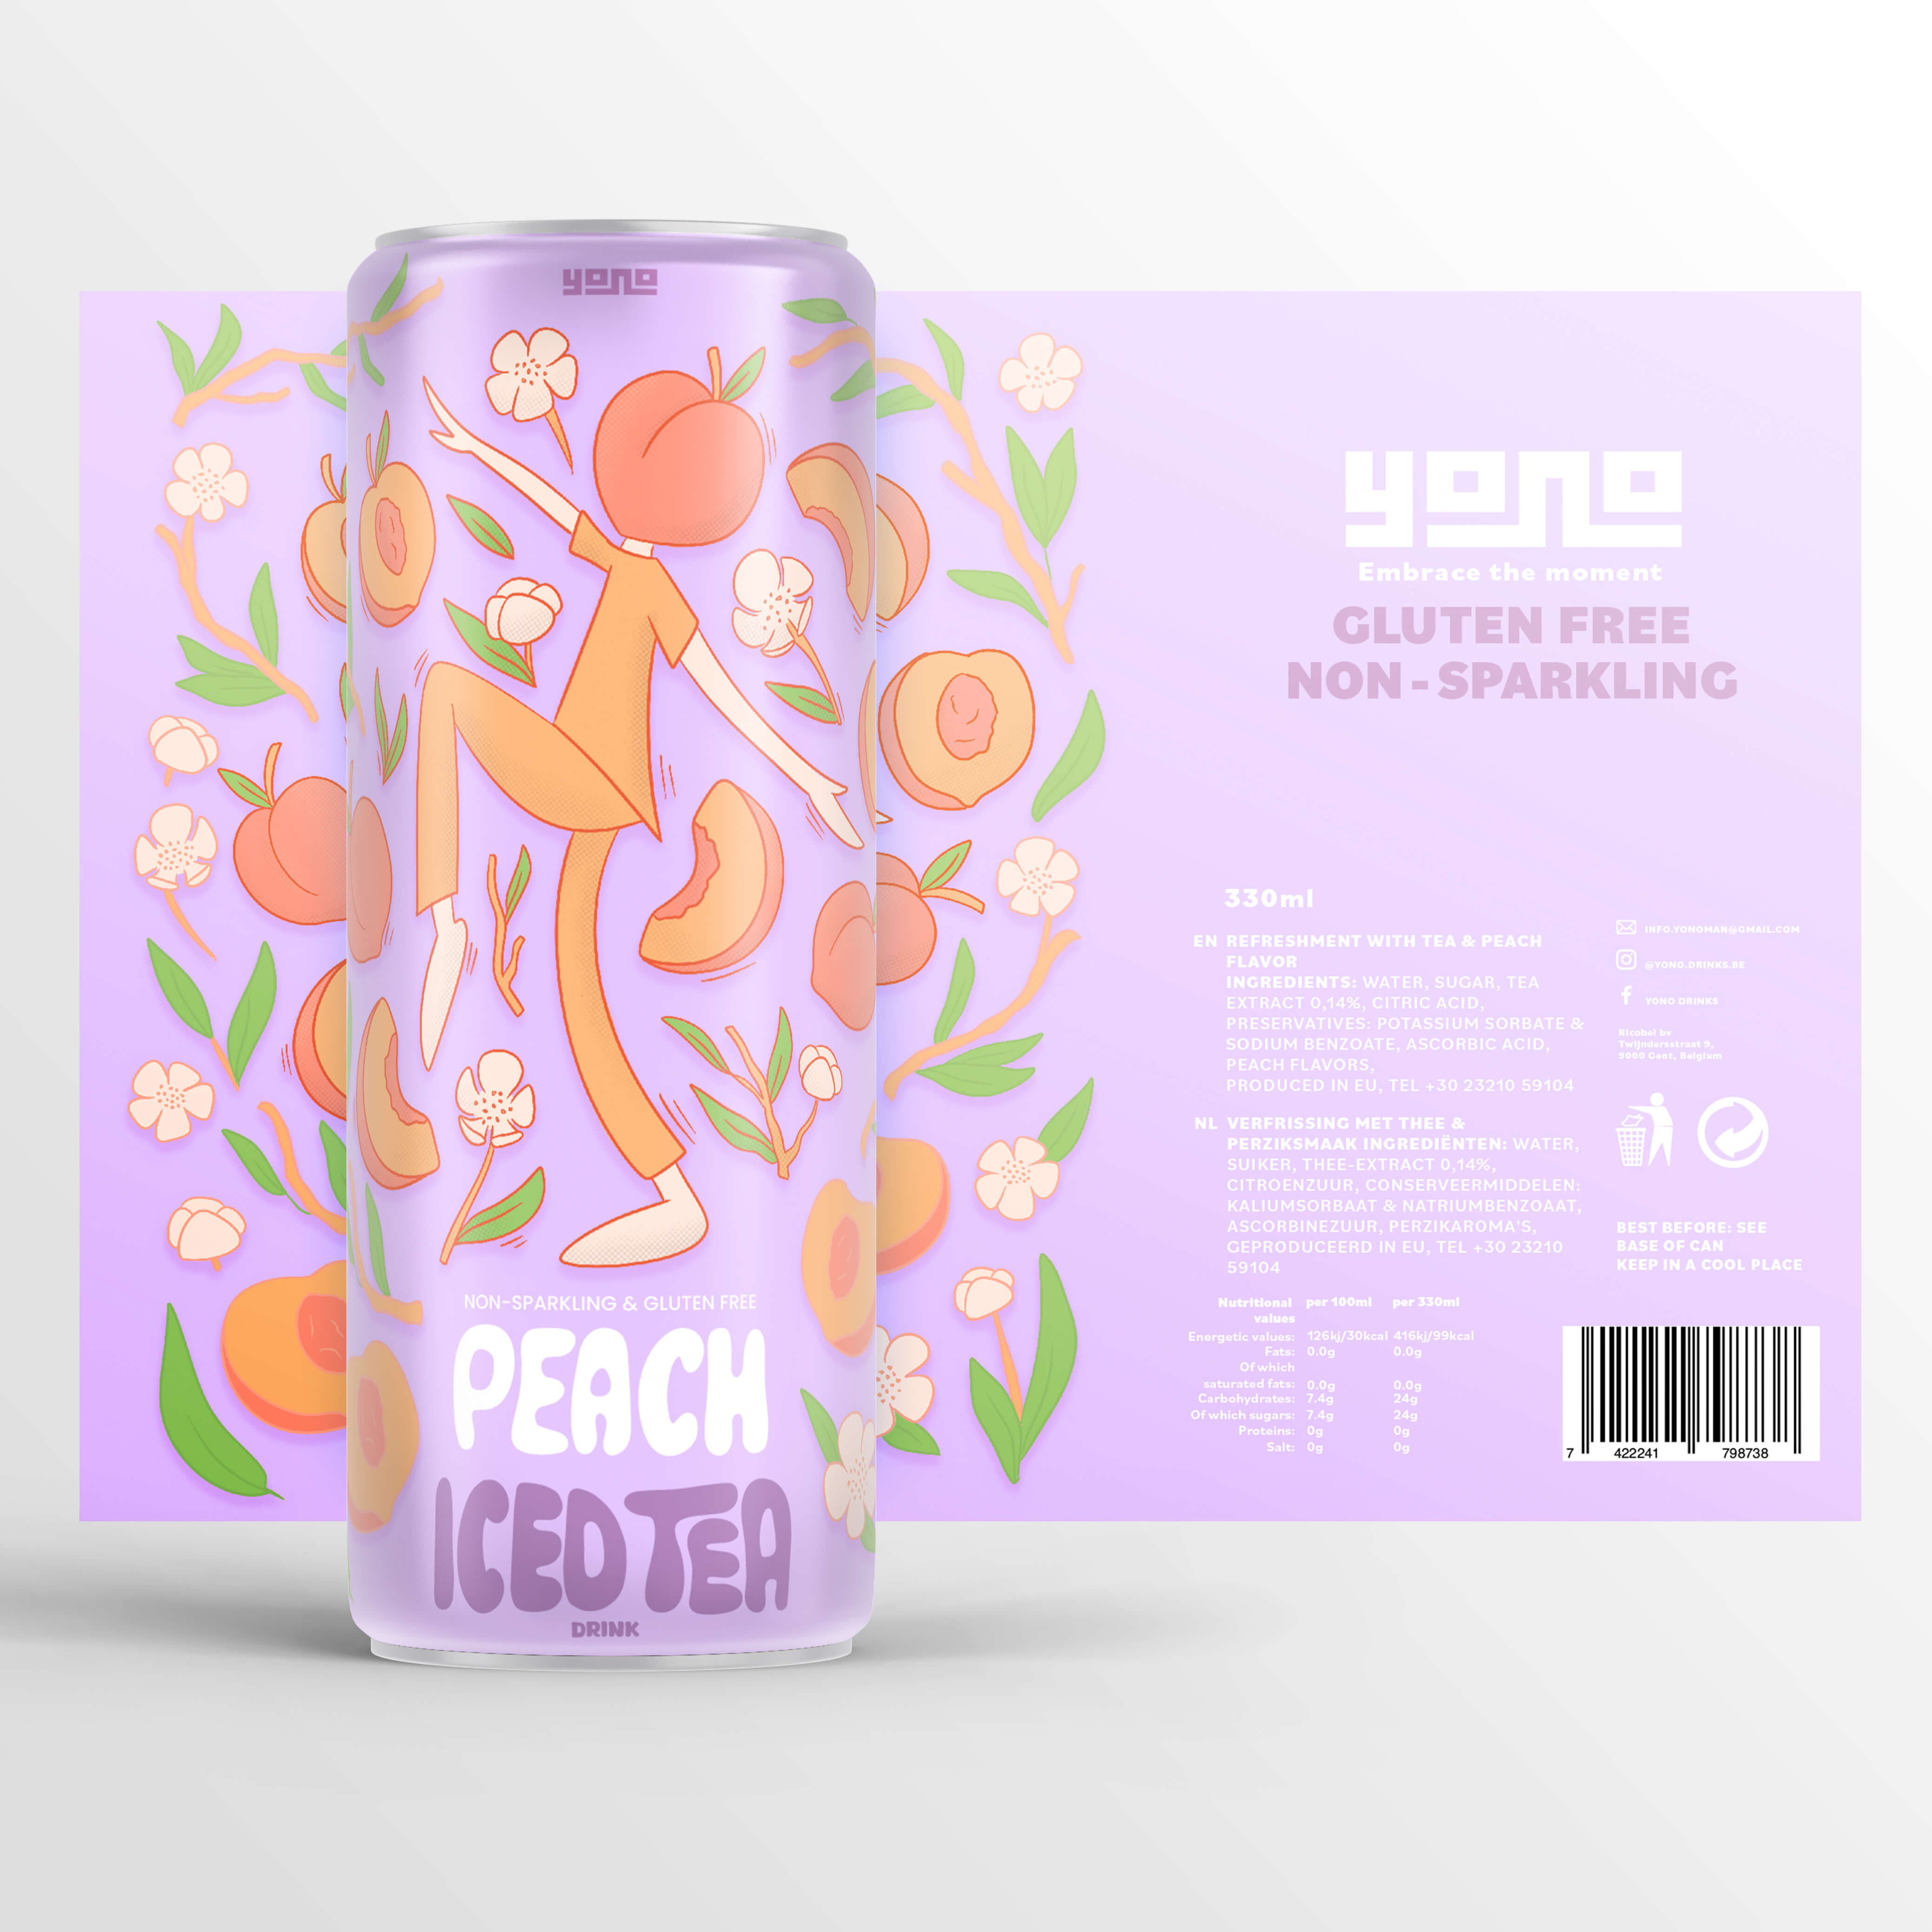 yono
NON-SPARKLING & GLUTEN FREE
PEACH
ICED TEA
DRINK
yono
Embrace the moment
GLUTEN FREE
NON-SPARKLING
330ml
EN REFRESHMENT WITH TEA & PEACH
FLAVOR
INGREDIENTS: WATER, SUGAR, TEA
EXTRACT 0,14%, CITRIC ACID,
PRESERVATIVES: POTASSIUM SORBATE &
SODIUM BENZOATE, ASCORBIC ACID,
PEACH FLAVORS,
PRODUCED IN EU, TEL +30 23210 59104
NL VERFRISSING MET THEE &
PERZIKSMAAK INGREDIËNTEN: WATER,
SUIKER, THEE-EXTRACT 0,14%,
CITROENZUUR, CONSERVEERMIDDELEN:
KALIUMSORBAAT & NATRIUMBENZOAAT,
ASCORBINEZUUR, PERZIKAROMA'S,
GEPRODUCEERD IN EU, TEL +30 23210
59104
Nutritional per 100ml per 330ml
values
Energetic values: 126kj/30kcal 416kj/99kcal
Fats: 0.0g 0.0g
Of which
saturated fats: 0.0g 0.0g
Carbohydrates: 7.4g 24g
Of which sugars: 7.4g 24g
Proteins: 0g 0g
Salt: 0g 0g
INFO.YONOMAN@GMAIL.COM
@YONO.DRINKS.BE
YONO DRINKS
Ricobel bv
Twijndersstraat 9,
9000 Gent, Belgium
BEST BEFORE: SEE
BASE OF CAN
KEEP IN A COOL PLACE
7 422241 798738